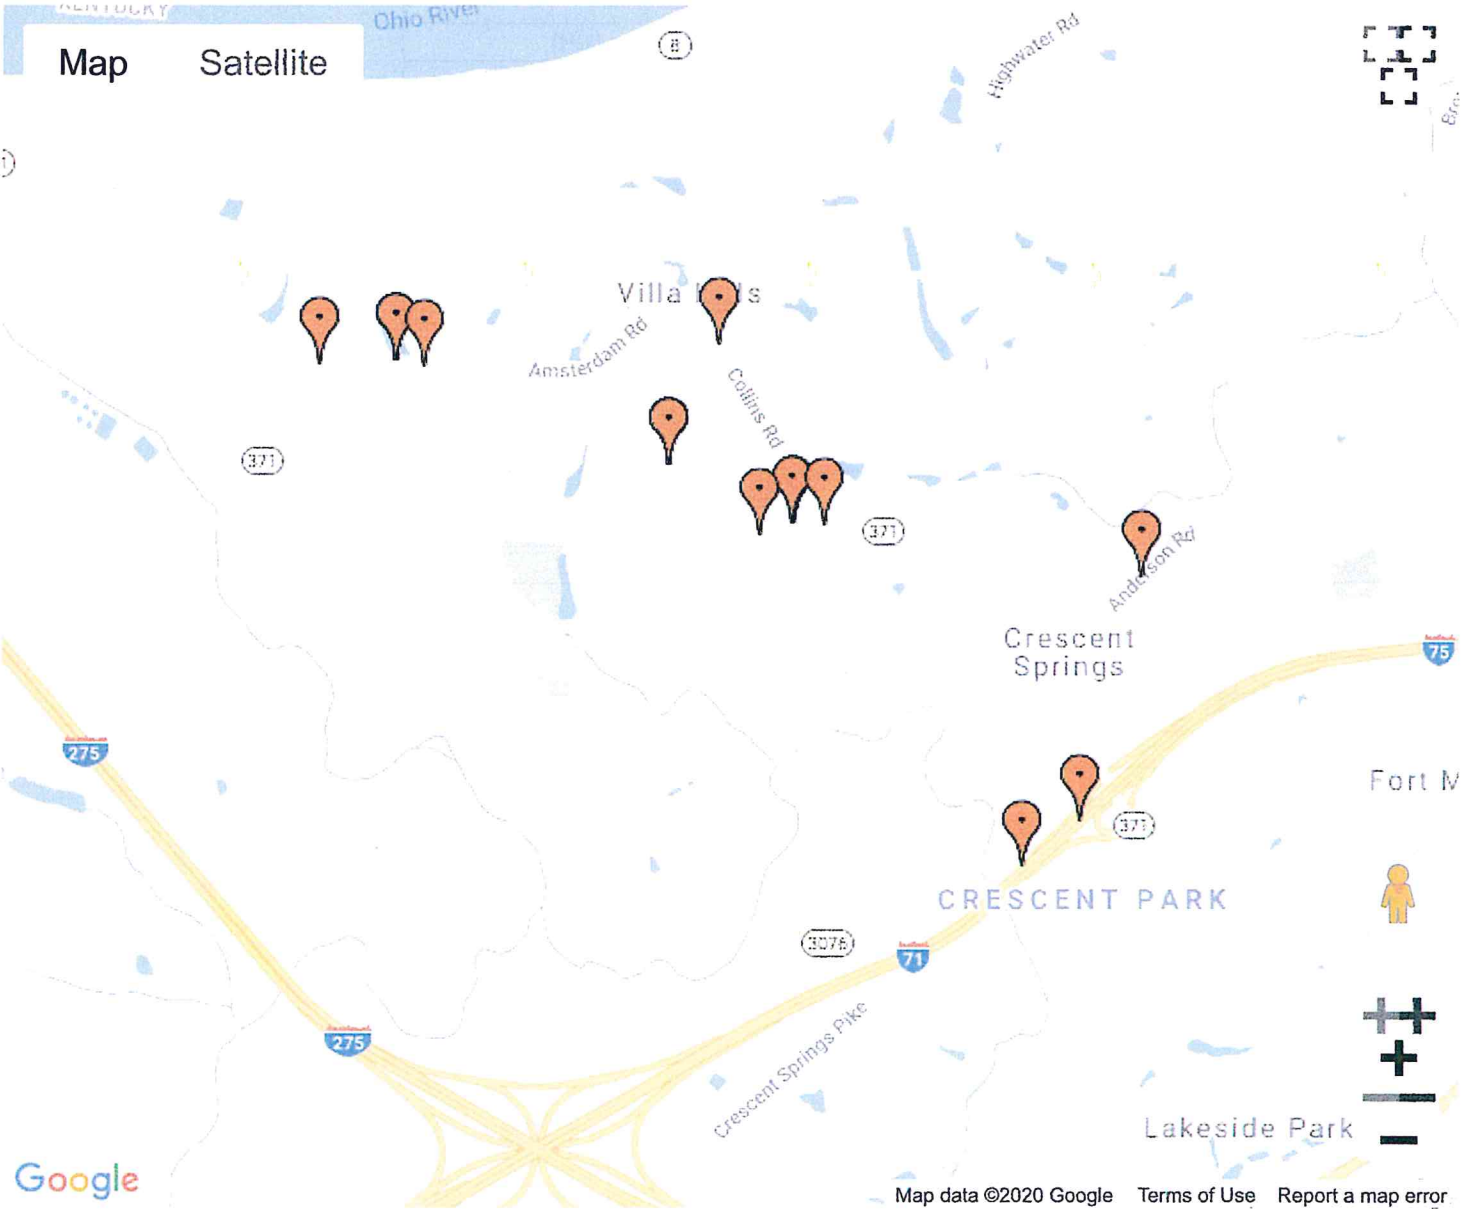 KENTUCKY
Ohio River
Map
Satellite
8
Highwater Rd
Villa
Amsterdam Rd
Collins Rd
371
371
Anderson Rd
Crescent
Springs
75
275
Fort M
371
CRESCENT PARK
3076
71
275
Crescent Springs Pike
Lakeside Park
Google
Map data ©2020 Google
Terms of Use
Report a map error